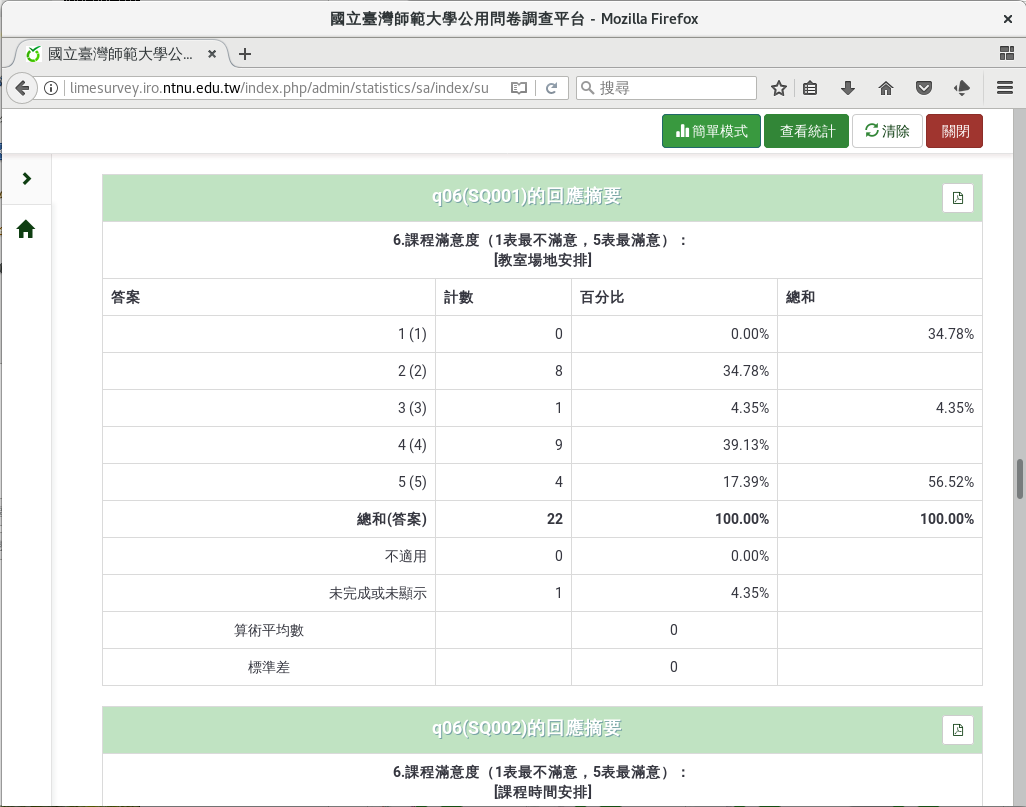 國立臺灣師範大學公用問卷調查平台 - Mozilla Firefox
國立臺灣師範大學公...
limesurvey.iro.ntnu.edu.tw/index.php/admin/statistics/sa/index/su
搜尋
簡單模式 查看統計 清除 關閉
q06(SQ001)的回應摘要
6.課程滿意度（1表最不滿意，5表最滿意）：
[教室場地安排]
答案 計數 百分比 總和
1 (1) 0 0.00% 34.78%
2 (2) 8 34.78%
3 (3) 1 4.35% 4.35%
4 (4) 9 39.13%
5 (5) 4 17.39% 56.52%
總和(答案) 22 100.00% 100.00%
不適用 0 0.00%
未完成或未顯示 1 4.35%
算術平均數 0
標準差 0
q06(SQ002)的回應摘要
6.課程滿意度（1表最不滿意，5表最滿意）：
[課程時間安排]